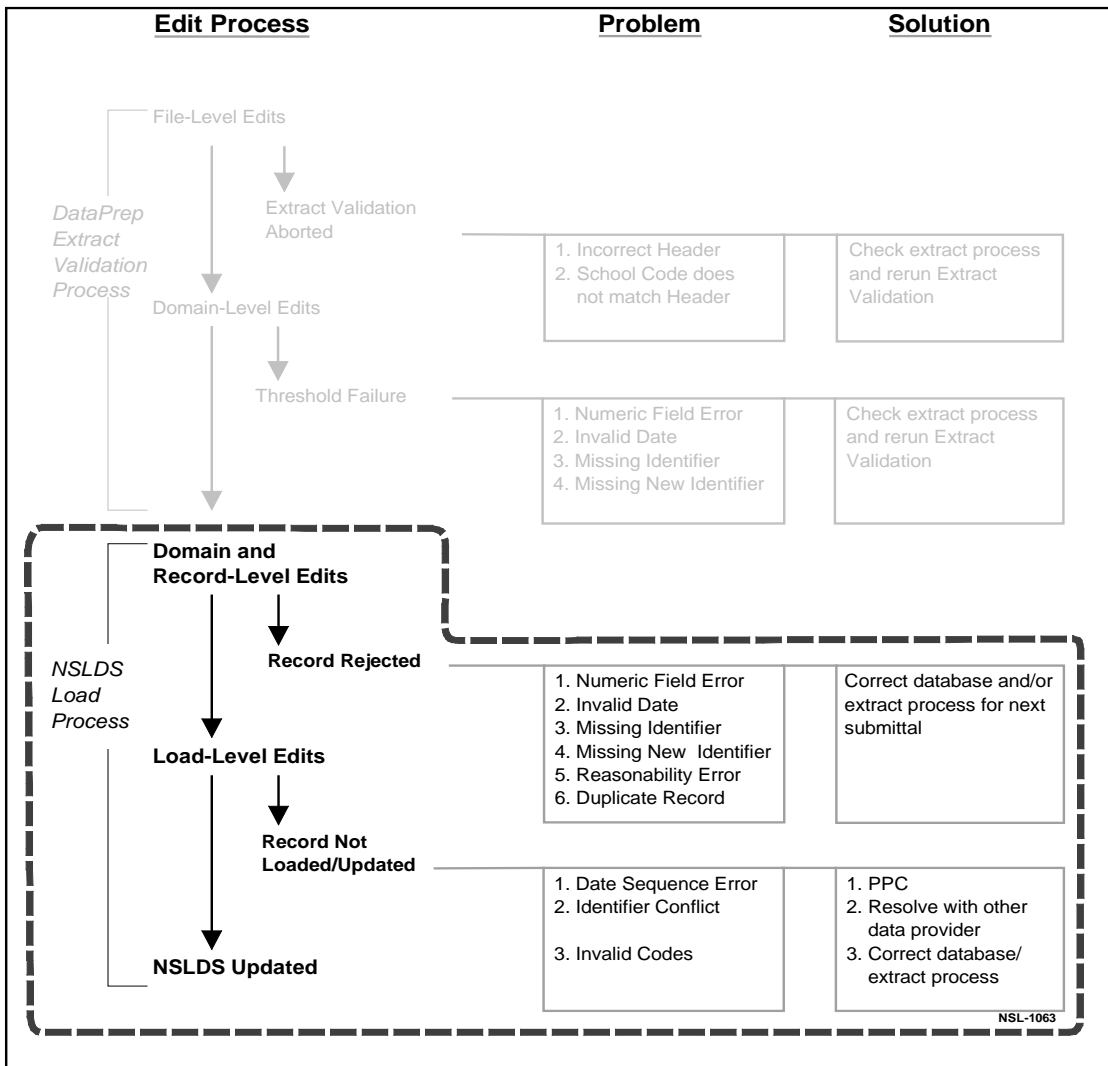 Edit Process
Problem
Solution
File-Level Edits
DataPrep
Extract
Validation
Process
Extract Validation
Aborted
1. Incorrect Header
2. School Code does
not match Header
Check extract process
and rerun Extract
Validation
Domain-Level Edits
Threshold Failure
1. Numeric Field Error
2. Invalid Date
3. Missing Identifier
4. Missing New Identifier
Check extract process
and rerun Extract
Validation
Domain and
Record-Level Edits
NSLDS
Load
Process
Record Rejected
1. Numeric Field Error
2. Invalid Date
3. Missing Identifier
4. Missing New  Identifier
5. Reasonability Error
6. Duplicate Record
Correct database and/or
extract process for next
submittal
Load-Level Edits
Record Not
Loaded/Updated
1. Date Sequence Error
2. Identifier Conflict
3. Invalid Codes
1. PPC
2. Resolve with other
data provider
3. Correct database/
extract process
NSLDS Updated
NSL-1063